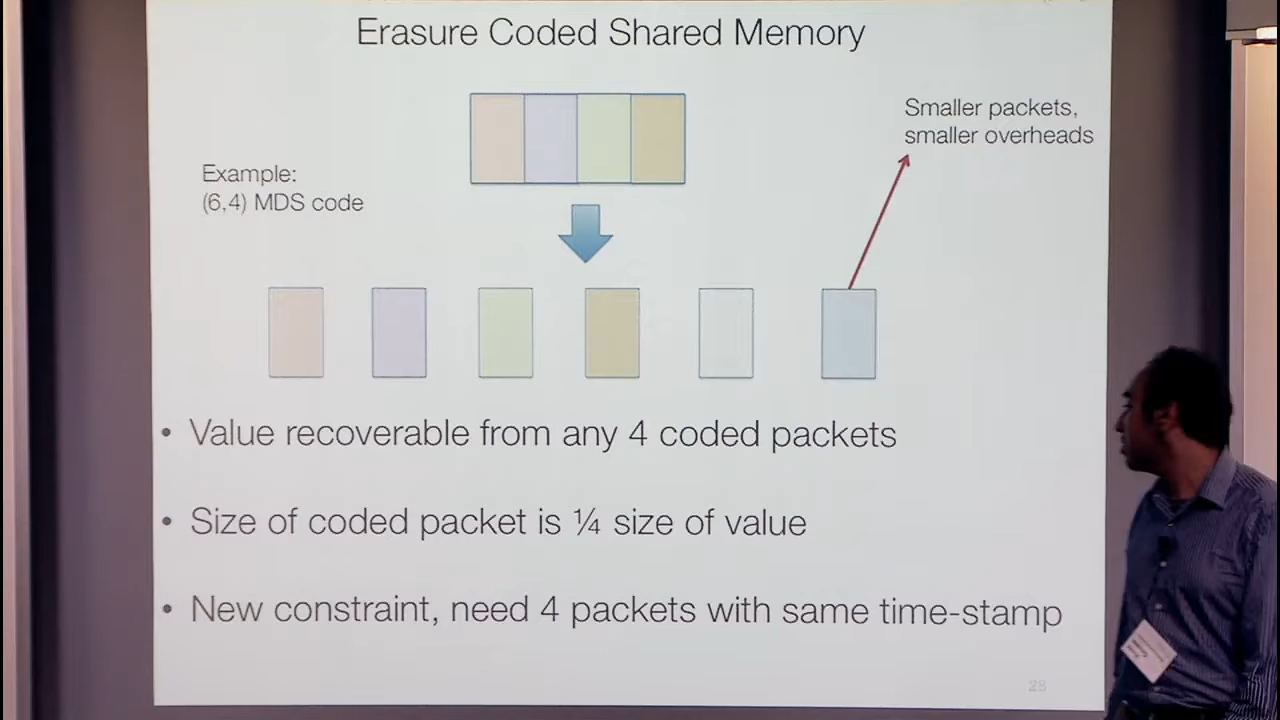 Erasure Coded Shared Memory
Smaller packets,
smaller overheads
Example:
(6,4) MDS code
• Value recoverable from any 4 coded packets
• Size of coded packet is ¼ size of value
• New constraint, need 4 packets with same time-stamp
28